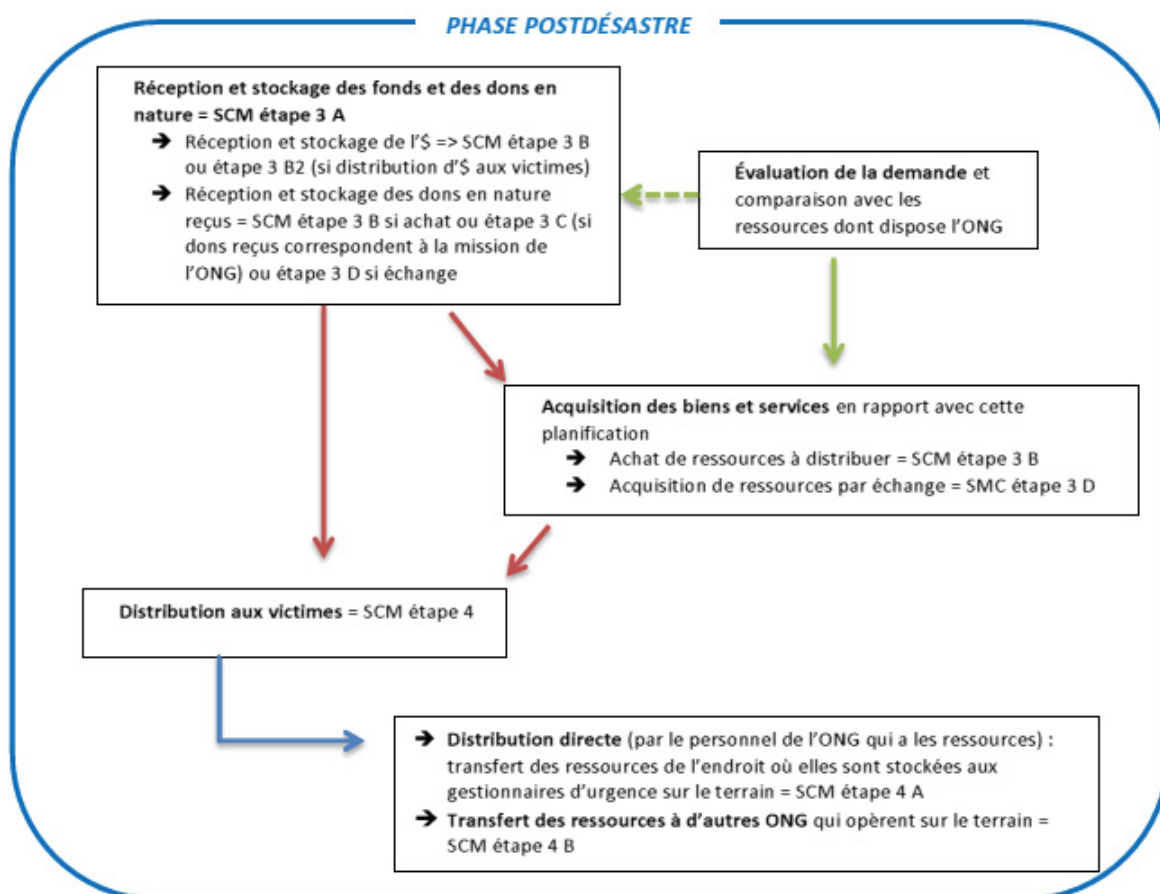 PHASE POSTDÉSASTRE
Réception et stockage des fonds et des dons en
nature = SCM étape 3 A
➔ Réception et stockage de l'$ => SCM étape 3 B
ou étape 3 B2 (si distribution d'$ aux victimes)
➔ Réception et stockage des dons en nature
reçus = SCM étape 3 B si achat ou étape 3 C (si
dons reçus correspondent à la mission de
l'ONG) ou étape 3 D si échange
Évaluation de la demande et
comparaison avec les
ressources dont dispose l'ONG
Acquisition des biens et services en rapport avec cette
planification
➔ Achat de ressources à distribuer = SCM étape 3 B
➔ Acquisition de ressources par échange = SMC étape 3 D
Distribution aux victimes = SCM étape 4
➔ Distribution directe (par le personnel de l'ONG qui a les ressources) :
transfert des ressources de l'endroit où elles sont stockées aux
gestionnaires d'urgence sur le terrain = SCM étape 4 A
➔ Transfert des ressources à d'autres ONG qui opèrent sur le terrain =
SCM étape 4 B